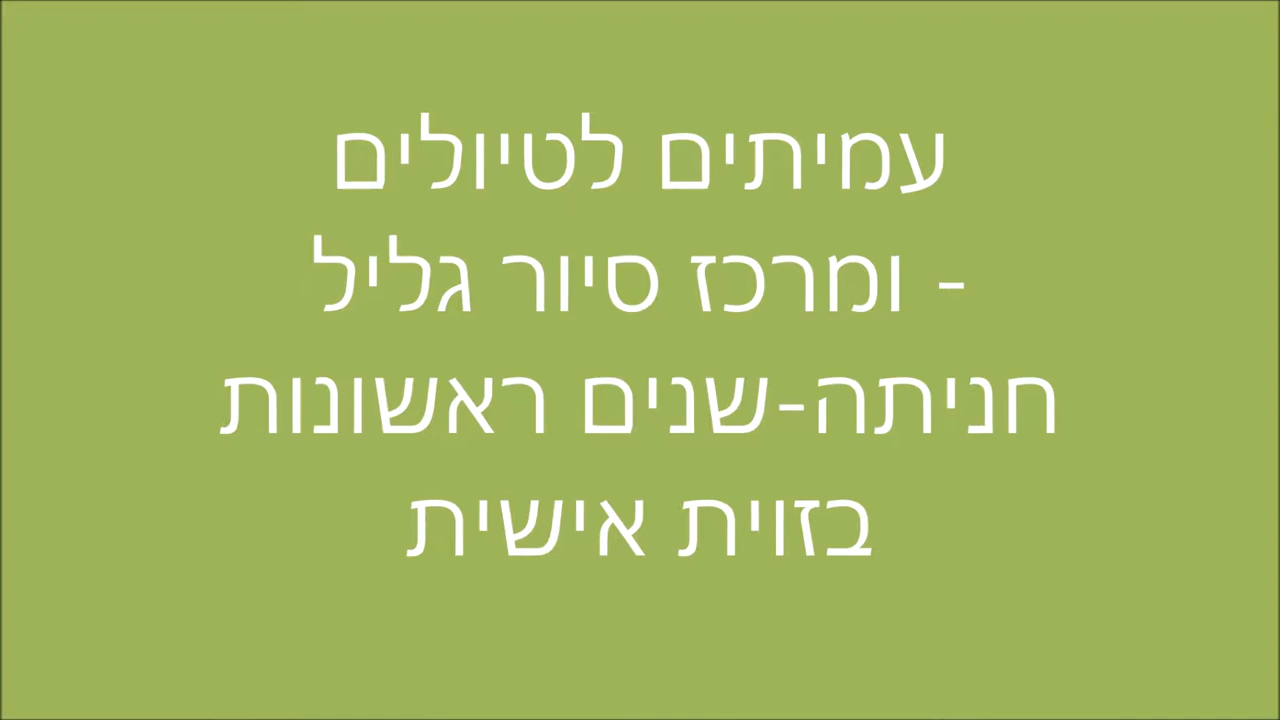 עמיתים לטיולים
- ומרכז סיור גליל
חניתה-שנים ראשונות
בזוית אישית